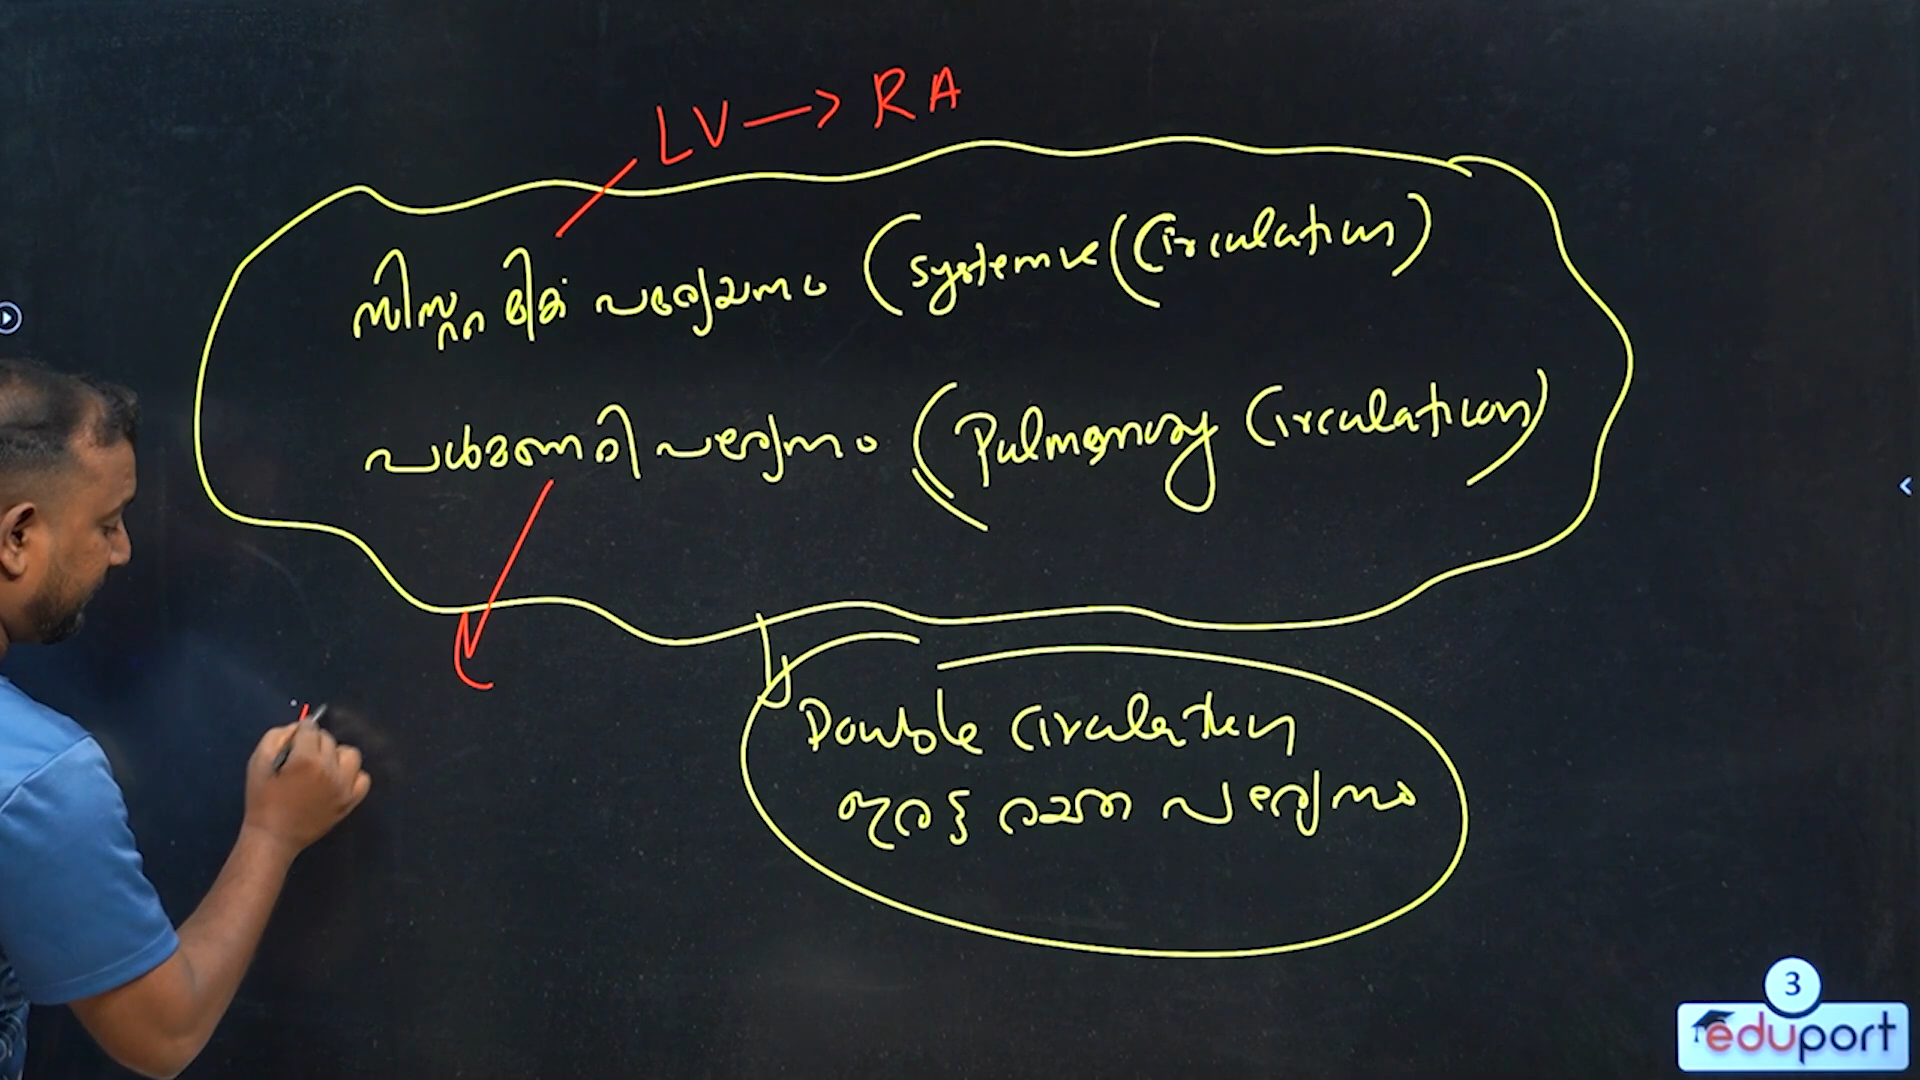 LV → RA
സിസ്റ്റമിക് പര്യയനം (Systemic (Circulation)
പൾമണറി പര്യയനം (Pulmonary Circulation)
Double Circulation
ഇരട്ട രക്ത പര്യയനം
3
eduport